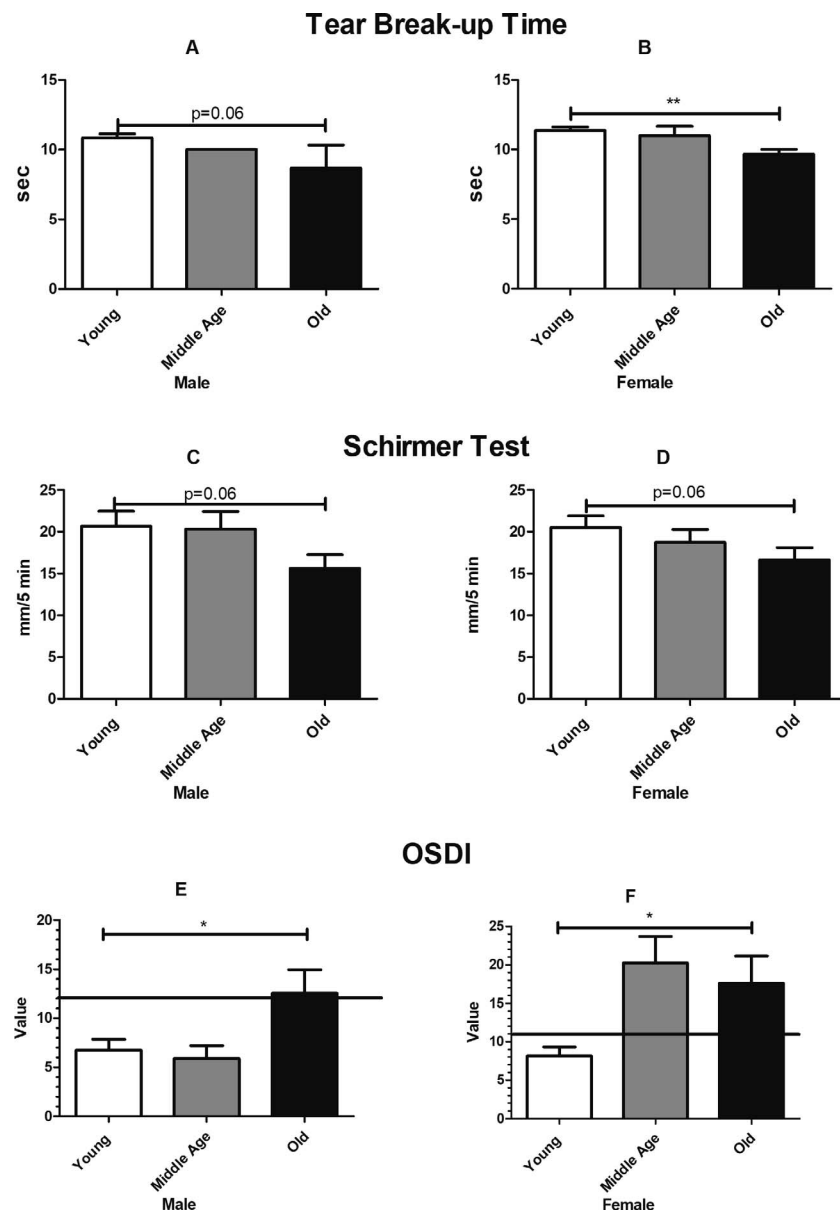 Tear Break-up Time
A
15
10
5
0
sec
p=0.06
Young
Middle Age
Old
Male
B
15
10
5
0
sec
**
Young
Middle Age
Old
Female
Schirmer Test
C
25
20
15
10
5
0
mm/5 min
p=0.06
Young
Middle Age
Old
Male
D
25
20
15
10
5
0
mm/5 min
p=0.06
Young
Middle Age
Old
Female
OSDI
E
20
15
10
5
0
Value
*
Young
Middle Age
Old
Male
F
25
20
15
10
5
0
Value
*
Young
Middle Age
Old
Female